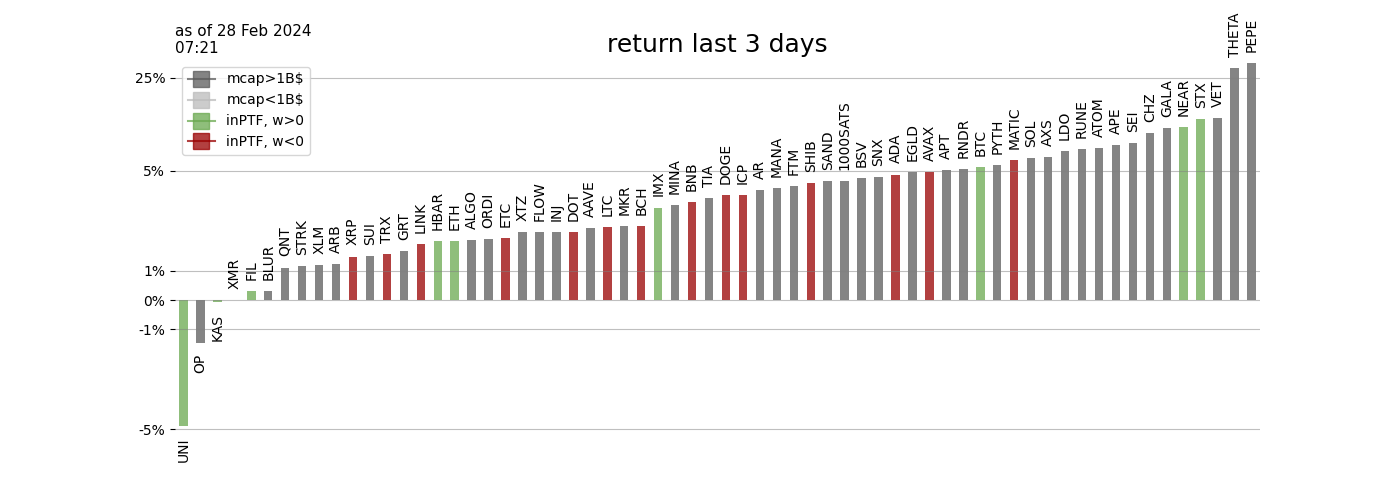 as of 28 Feb 2024
07:21
return last 3 days
mcap>1B$
mcap<1B$
inPTF, w>0
inPTF, w<0
25%
5%
1%
0%
-1%
-5%
UNI
OP
KAS
XMR
FIL
BLUR
QNT
STRK
XLM
ARB
XRP
SUI
TRX
GRT
LINK
HBAR
ETH
ALGO
ORDI
ETC
XTZ
FLOW
INJ
DOT
AAVE
LTC
MKR
BCH
IMX
MINA
BNB
TIA
DOGE
ICP
AR
MANA
FTM
SHIB
SAND
1000SATS
BSV
SNX
ADA
EGLD
AVAX
APT
RNDR
BTC
PYTH
MATIC
SOL
AXS
LDO
RUNE
ATOM
APE
SEI
CHZ
GALA
NEAR
STX
VET
THETA
PEPE